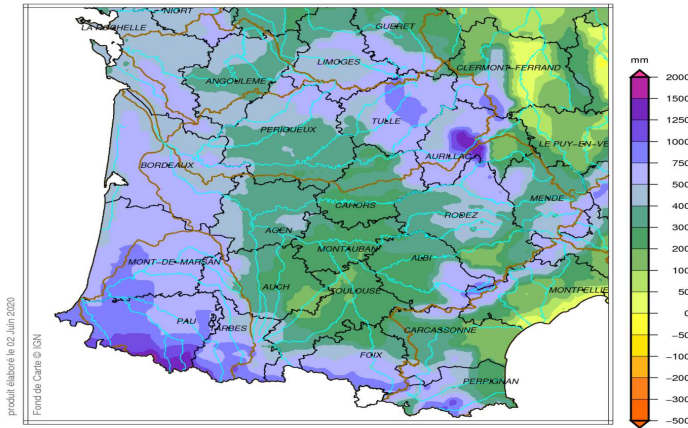 NIORT
LA ROCHELLE
GUERET
LIMOGES
CLERMONT-FERRAND
ANGOULEME
TULLE
PERIGUEUX
LE PUY-EN-VE
AURILLAC
BORDEAUX
MENDE
CAHORS
RODEZ
AGEN
MONTAUBAN
ALBI
MONT-DE-MARSAN
AUCH
TOULOUSE
MONTPELLIE
PAU
TARBES
CARCASSONNE
FOIX
PERPIGNAN
mm
2000
1500
1000
750
500
400
300
200
100
50
0
-50
-100
-200
-300
-400
-500
produit élaboré le 02 Juin 2020
Fond de Carte © IGN